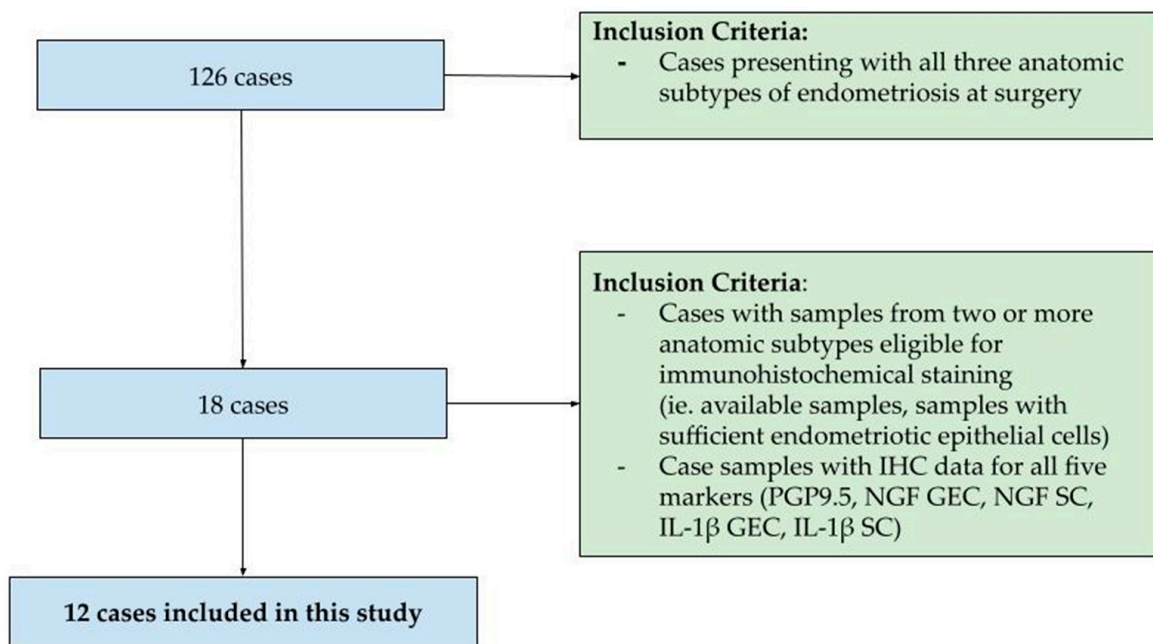 126 cases
Inclusion Criteria:
- Cases presenting with all three anatomic
subtypes of endometriosis at surgery
18 cases
Inclusion Criteria:
- Cases with samples from two or more
anatomic subtypes eligible for
immunohistochemical staining
(ie. available samples, samples with
sufficient endometriotic epithelial cells)
- Case samples with IHC data for all five
markers (PGP9.5, NGF GEC, NGF SC,
IL-1β GEC, IL-1β SC)
12 cases included in this study